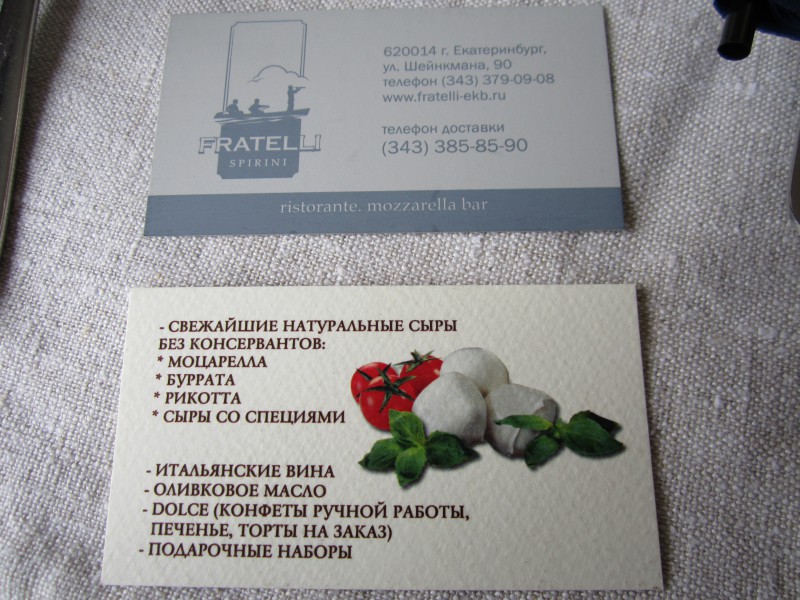 620014 г. Екатеринбург,
ул. Шейнкмана, 90
телефон (343) 379-09-08
www.fratelli-ekb.ru
телефон доставки
(343) 385-85-90
FRATELLI
SPIRINI
ristorante. mozzarella bar
- СВЕЖАЙШИЕ НАТУРАЛЬНЫЕ СЫРЫ
БЕЗ КОНСЕРВАНТОВ:
* МОЦАРЕЛЛА
* БУРРАТА
* РИКОТТА
* СЫРЫ СО СПЕЦИЯМИ
- ИТАЛЬЯНСКИЕ ВИНА
- ОЛИВКОВОЕ МАСЛО
- DOLCE (КОНФЕТЫ РУЧНОЙ РАБОТЫ,
ПЕЧЕНЬЕ, ТОРТЫ НА ЗАКАЗ)
- ПОДАРОЧНЫЕ НАБОРЫ